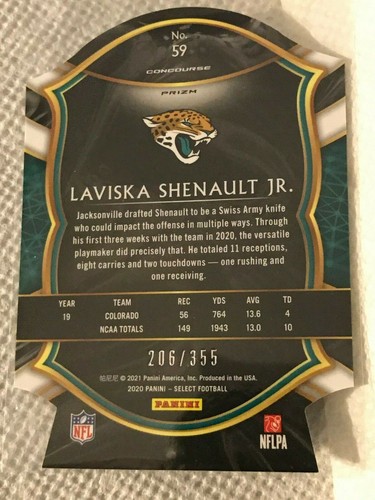 No.
59
CONCOURSE
PRIZM
LAVISKA SHENAULT JR.
Jacksonville drafted Shenault to be a Swiss Army knife
who could impact the offense in multiple ways. Through
his first three weeks with the team in 2020, the versatile
playmaker did precisely that. He totaled 11 receptions,
eight carries and two touchdowns — one rushing and
one receiving.
YEAR TEAM REC YDS AVG TD
19 COLORADO 56 764 13.6 4
NCAA TOTALS 149 1943 13.0 10
206/355
© 2021 Panini America, Inc. Produced in the USA.
2020 PANINI – SELECT FOOTBALL
PANINI
NFL
NFLPA